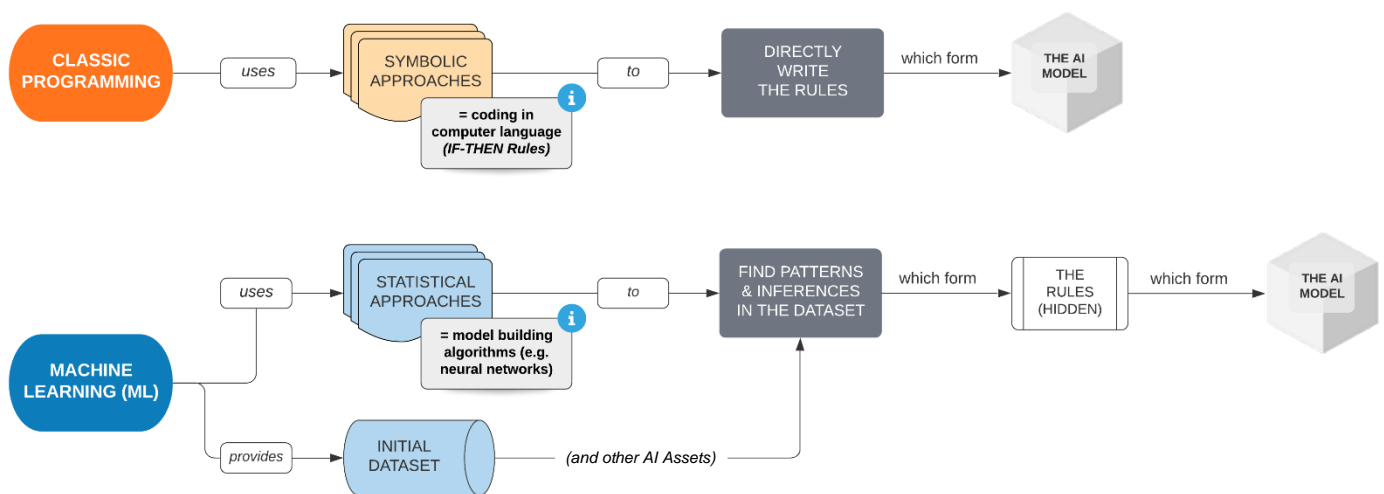 CLASSIC
PROGRAMMING
uses
SYMBOLIC
APPROACHES
= coding in
computer language
(IF-THEN Rules)
to
DIRECTLY
WRITE
THE RULES
which form
THE AI
MODEL
MACHINE
LEARNING (ML)
uses
STATISTICAL
APPROACHES
= model building
algorithms (e.g.
neural networks)
to
FIND PATTERNS
& INFERENCES
IN THE DATASET
which form
THE
RULES
(HIDDEN)
which form
THE AI
MODEL
provides
INITIAL
DATASET
(and other AI Assets)